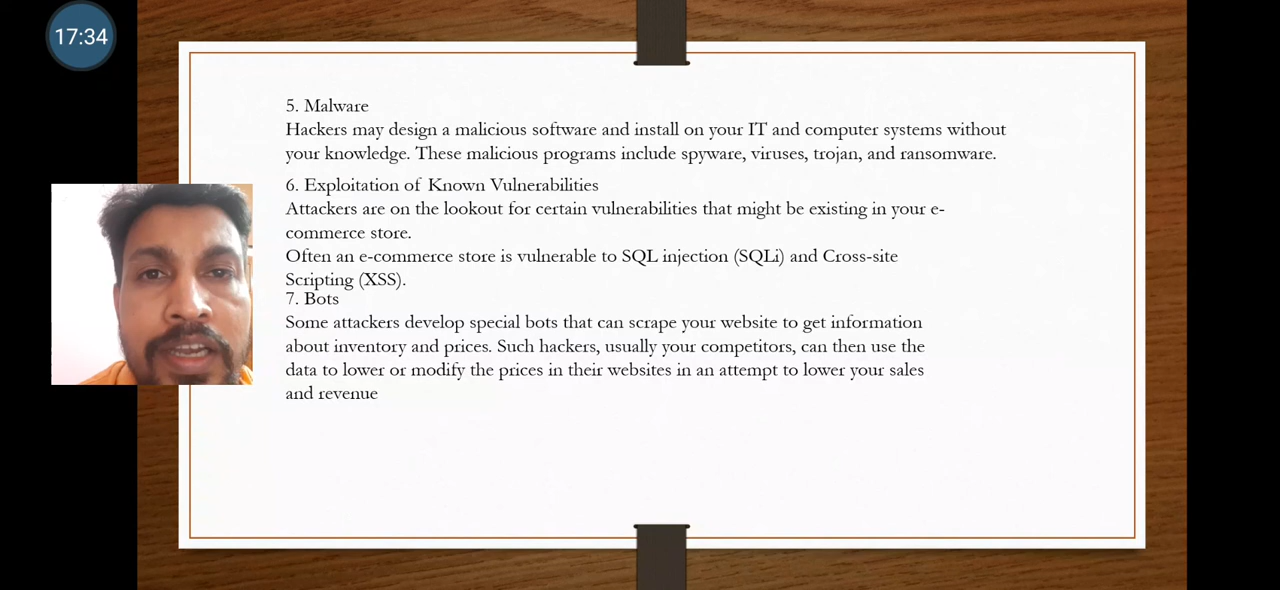 17:34
5. Malware
Hackers may design a malicious software and install on your IT and computer systems without
your knowledge. These malicious programs include spyware, viruses, trojan, and ransomware.
6. Exploitation of Known Vulnerabilities
Attackers are on the lookout for certain vulnerabilities that might be existing in your e-
commerce store.
Often an e-commerce store is vulnerable to SQL injection (SQLi) and Cross-site
Scripting (XSS).
7. Bots
Some attackers develop special bots that can scrape your website to get information
about inventory and prices. Such hackers, usually your competitors, can then use the
data to lower or modify the prices in their websites in an attempt to lower your sales
and revenue